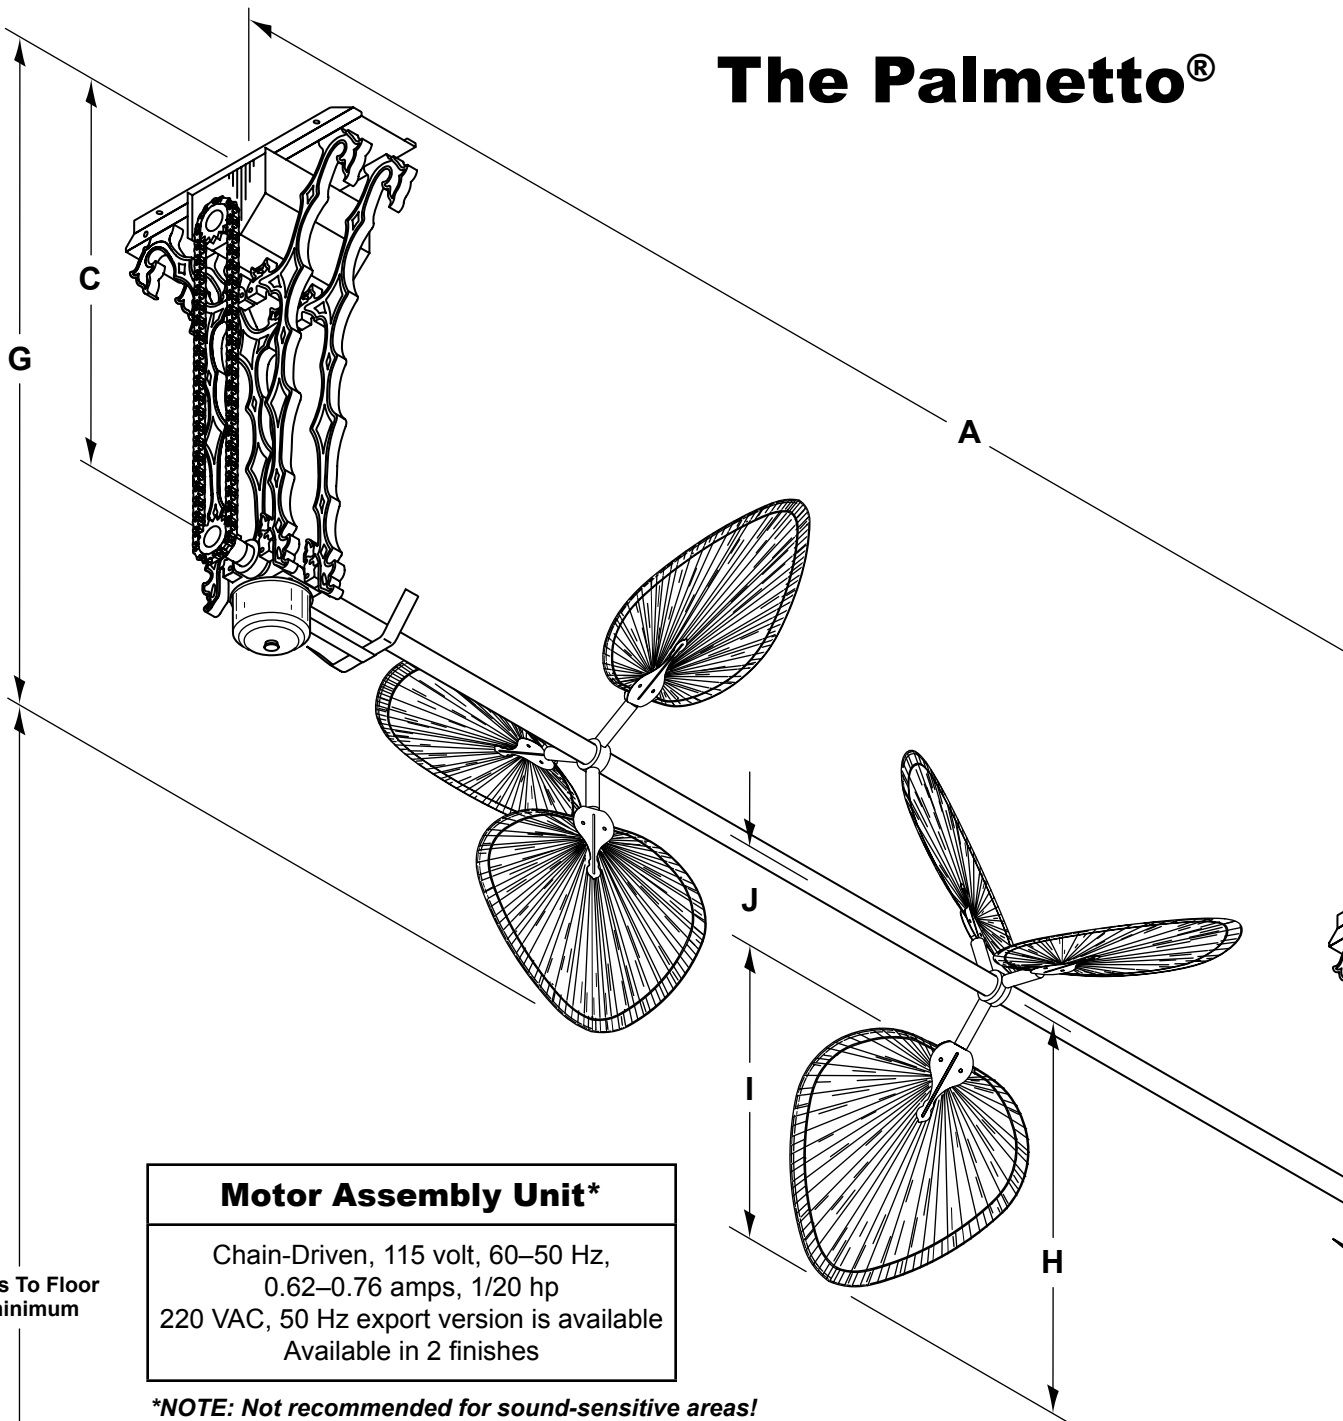 The Palmetto®
C
G
A
J
I
H
s To Floor
inimum
Motor Assembly Unit*
Chain-Driven, 115 volt, 60–50 Hz,
0.62–0.76 amps, 1/20 hp
220 VAC, 50 Hz export version is available
Available in 2 finishes
*NOTE: Not recommended for sound-sensitive areas!